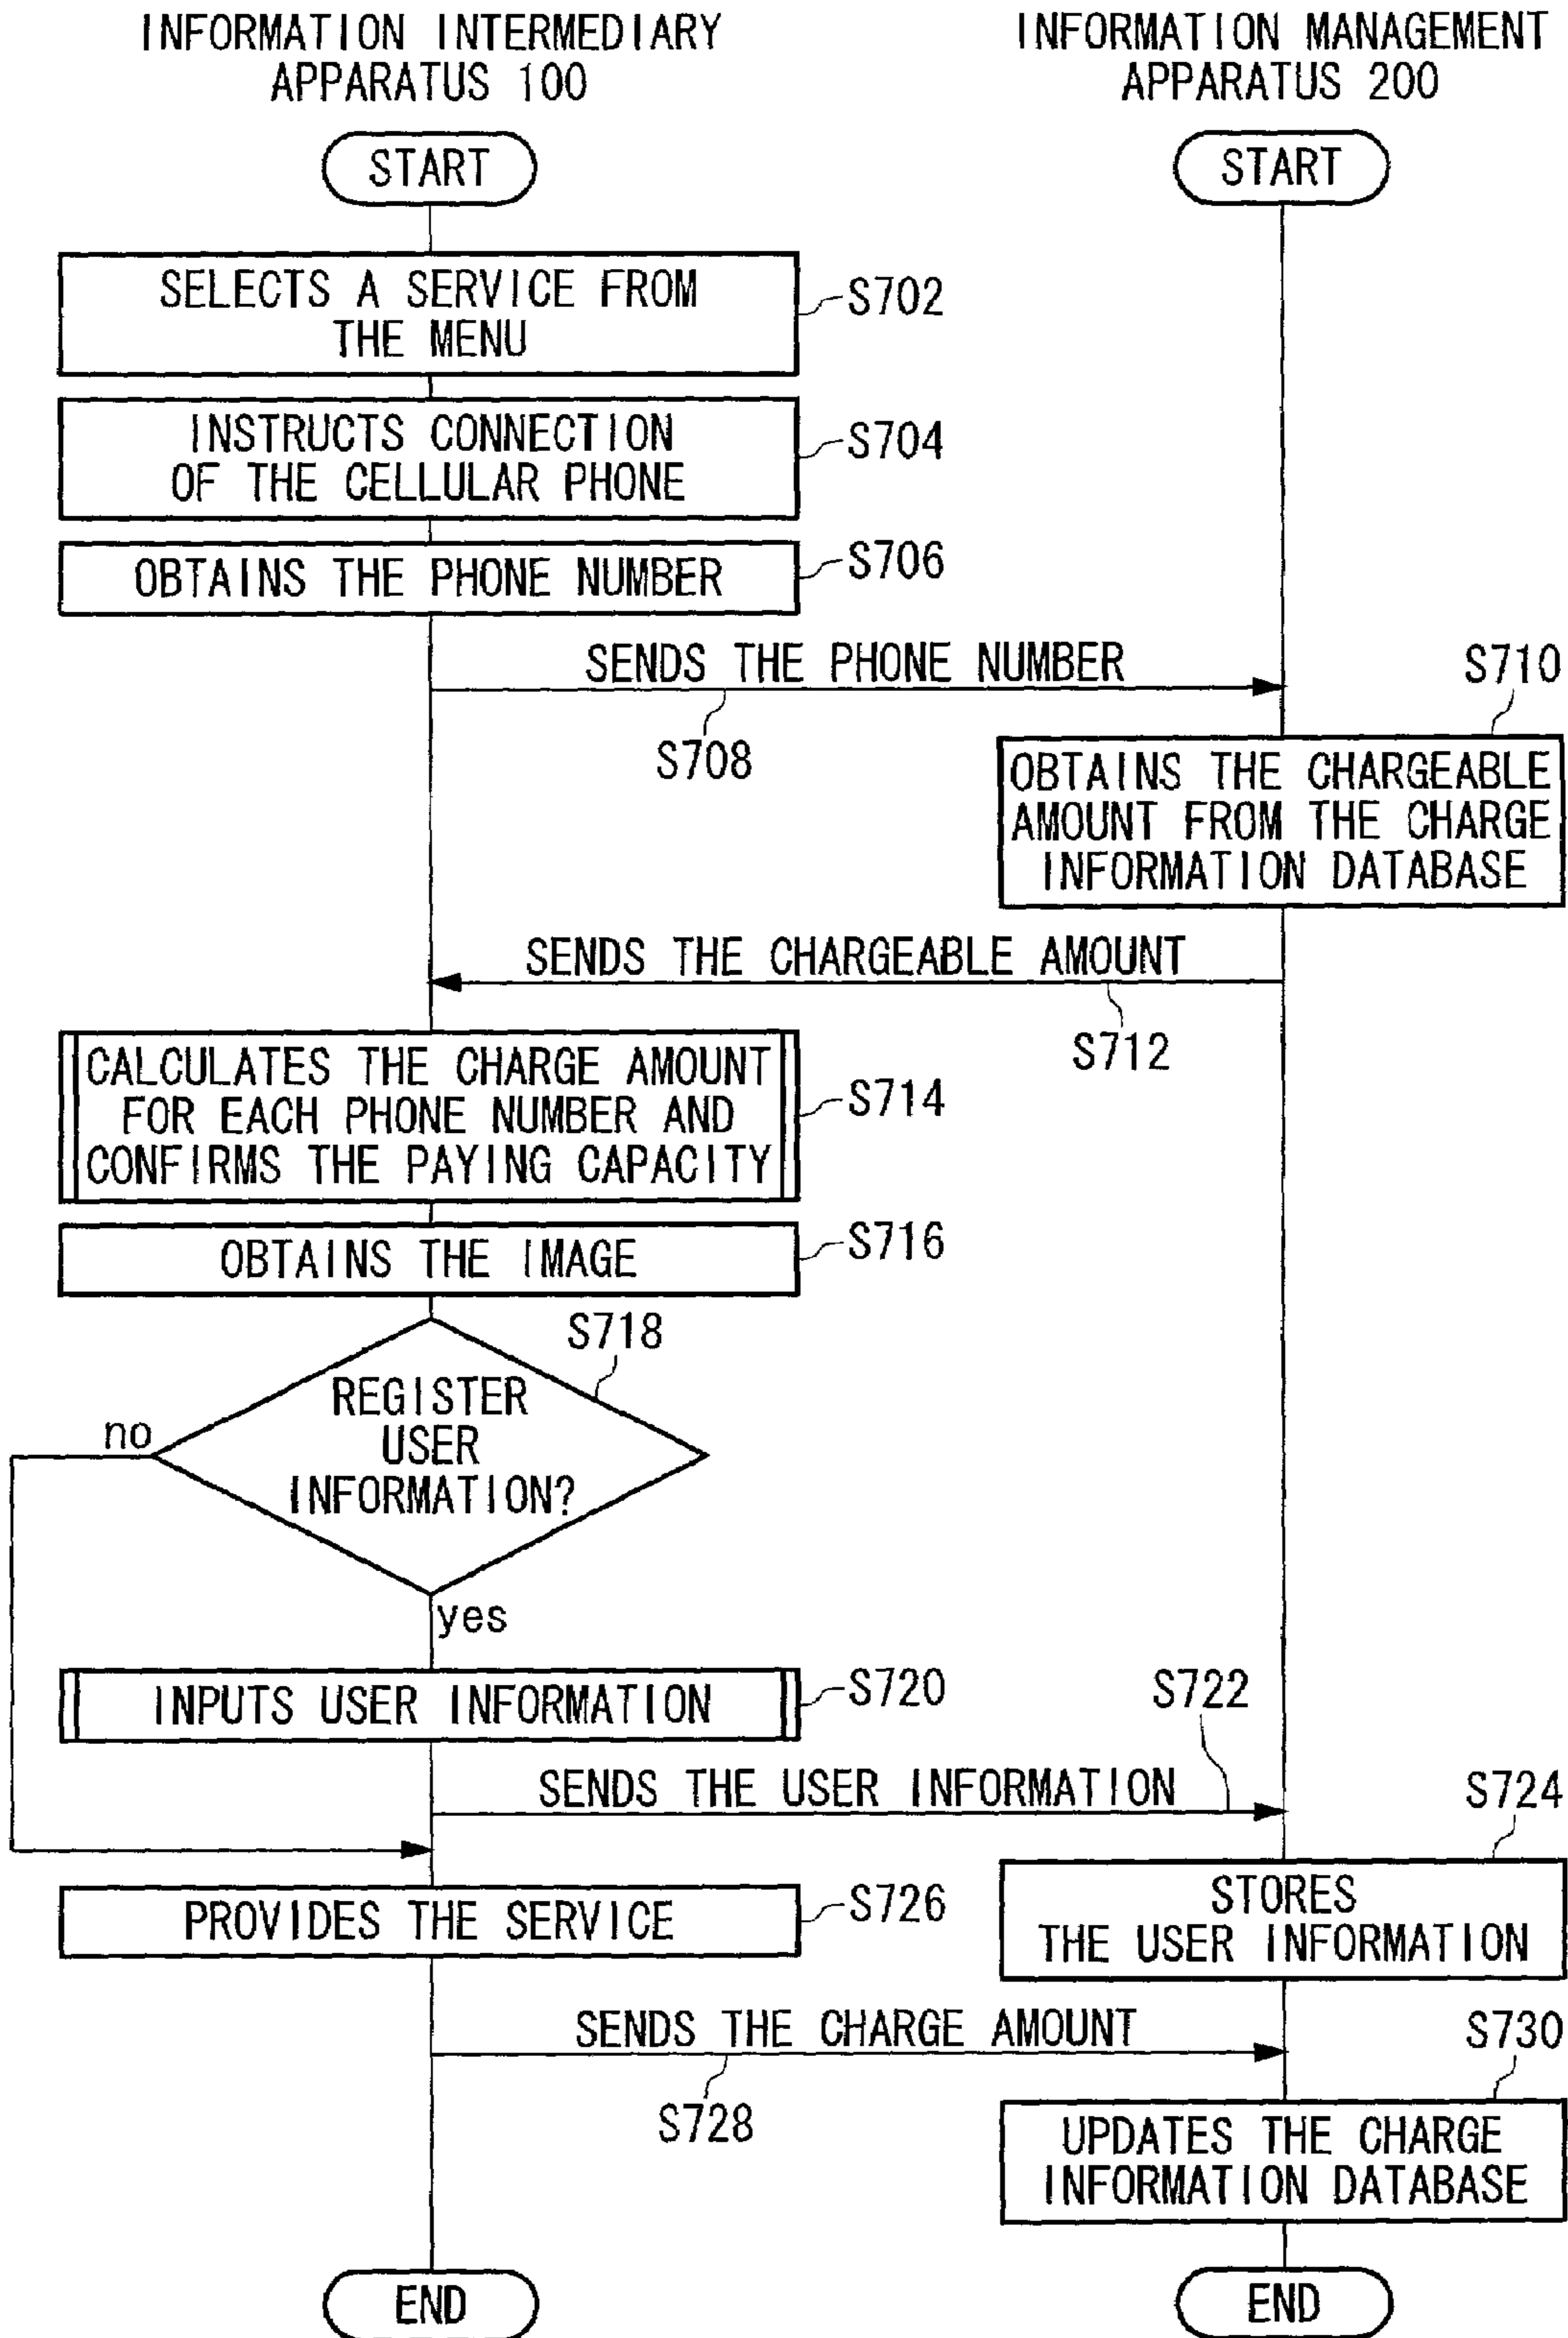 INFORMATION INTERMEDIARY
APPARATUS 100
INFORMATION MANAGEMENT
APPARATUS 200
START
START
SELECTS A SERVICE FROM
THE MENU
S702
INSTRUCTS CONNECTION
OF THE CELLULAR PHONE
S704
OBTAINS THE PHONE NUMBER
S706
SENDS THE PHONE NUMBER
S708
S710
OBTAINS THE CHARGEABLE
AMOUNT FROM THE CHARGE
INFORMATION DATABASE
SENDS THE CHARGEABLE AMOUNT
S712
CALCULATES THE CHARGE AMOUNT
FOR EACH PHONE NUMBER AND
CONFIRMS THE PAYING CAPACITY
S714
OBTAINS THE IMAGE
S716
S718
REGISTER
USER
INFORMATION?
no
yes
INPUTS USER INFORMATION
S720
S722
SENDS THE USER INFORMATION
S724
STORES
THE USER INFORMATION
PROVIDES THE SERVICE
S726
SENDS THE CHARGE AMOUNT
S728
S730
UPDATES THE CHARGE
INFORMATION DATABASE
END
END